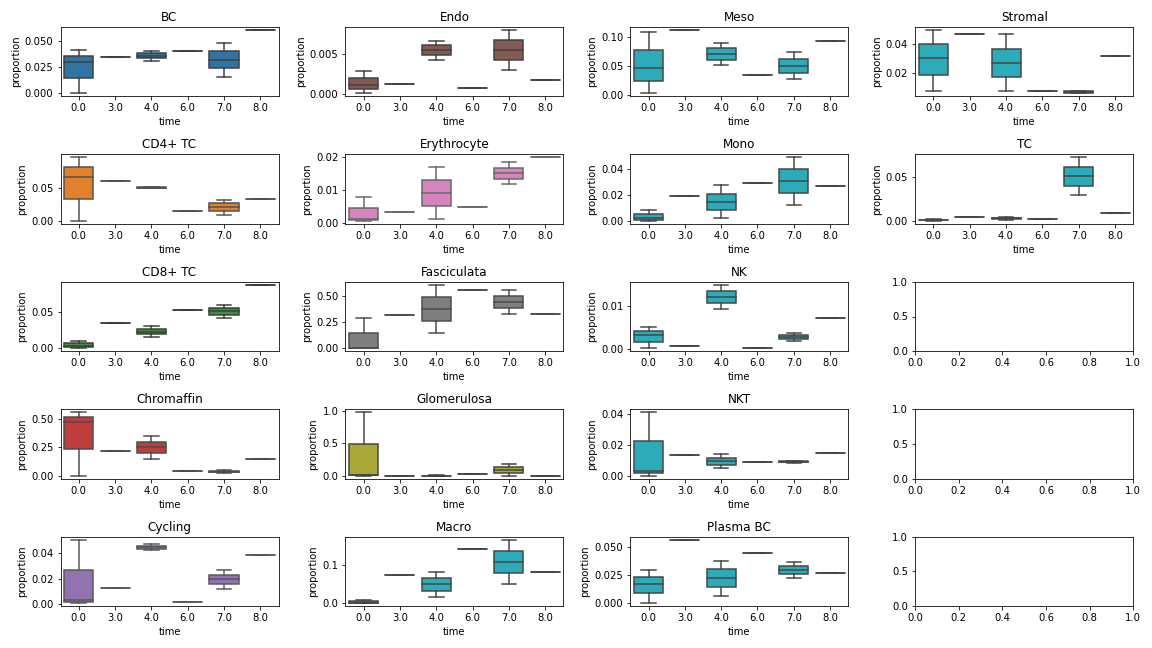 BC Endo Meso Stromal
proportion 0.050 0.025 0.000 proportion 0.005 0.000 proportion 0.10 0.05 0.00 proportion 0.04 0.02
0.0 3.0 4.0 6.0 7.0 8.0 0.0 3.0 4.0 6.0 7.0 8.0 0.0 3.0 4.0 6.0 7.0 8.0 0.0 3.0 4.0 6.0 7.0 8.0
time time time time
CD4+ TC Erythrocyte Mono TC
proportion 0.05 0.00 proportion 0.02 0.01 0.00 proportion 0.04 0.02 0.00 proportion 0.05 0.00
0.0 3.0 4.0 6.0 7.0 8.0 0.0 3.0 4.0 6.0 7.0 8.0 0.0 3.0 4.0 6.0 7.0 8.0 0.0 3.0 4.0 6.0 7.0 8.0
time time time time
CD8+ TC Fasciculata NK
proportion 0.05 0.00 proportion 0.50 0.25 0.00 proportion 0.01 0.00 1.0 0.5 0.0
0.0 3.0 4.0 6.0 7.0 8.0 0.0 3.0 4.0 6.0 7.0 8.0 0.0 3.0 4.0 6.0 7.0 8.0 0.0 0.2 0.4 0.6 0.8 1.0
time time time
Chromaffin Glomerulosa NKT
proportion 0.50 0.25 0.00 proportion 1.0 0.5 0.0 proportion 0.04 0.02 0.00 1.0 0.5 0.0
0.0 3.0 4.0 6.0 7.0 8.0 0.0 3.0 4.0 6.0 7.0 8.0 0.0 3.0 4.0 6.0 7.0 8.0 0.0 0.2 0.4 0.6 0.8 1.0
time time time
Cycling Macro Plasma BC
proportion 0.04 0.02 0.00 proportion 0.1 0.0 proportion 0.050 0.025 0.000 1.0 0.5 0.0
0.0 3.0 4.0 6.0 7.0 8.0 0.0 3.0 4.0 6.0 7.0 8.0 0.0 3.0 4.0 6.0 7.0 8.0 0.0 0.2 0.4 0.6 0.8 1.0
time time time